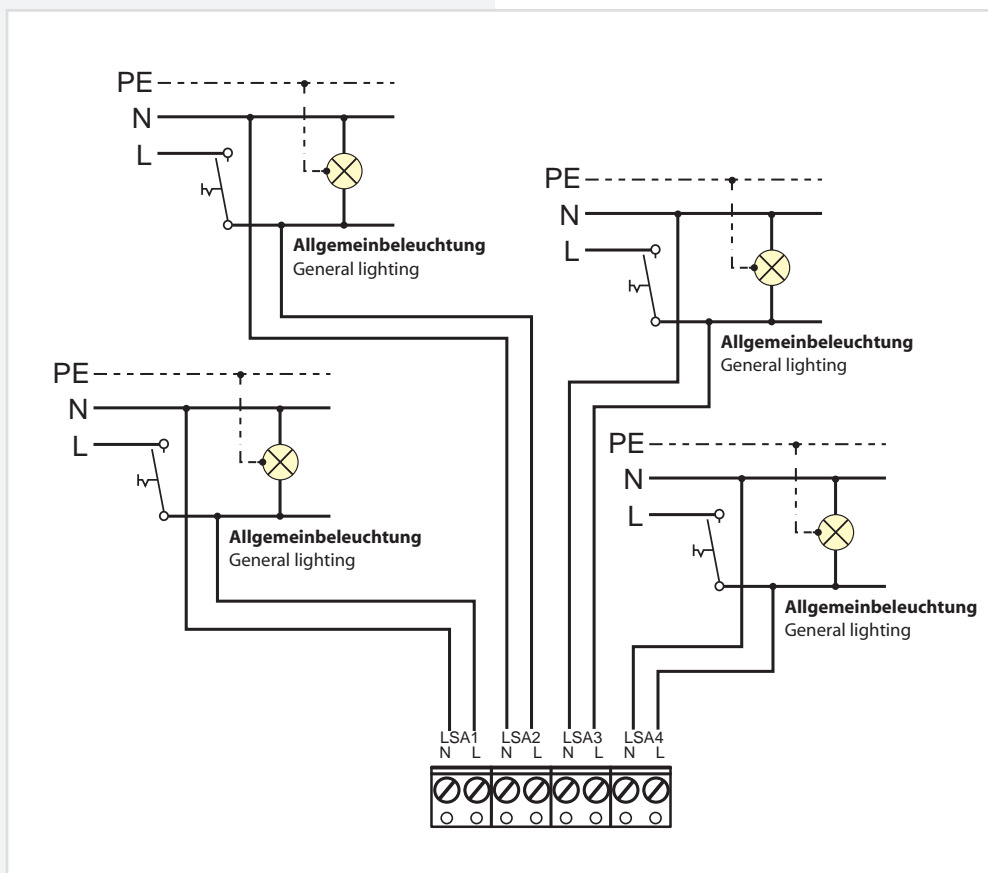 PE
N
L
Allgemeinbeleuchtung
General lighting
PE
N
L
Allgemeinbeleuchtung
General lighting
PE
N
L
Allgemeinbeleuchtung
General lighting
PE
N
L
Allgemeinbeleuchtung
General lighting
LSA1 LSA2 LSA3 LSA4
N L N L N L N L